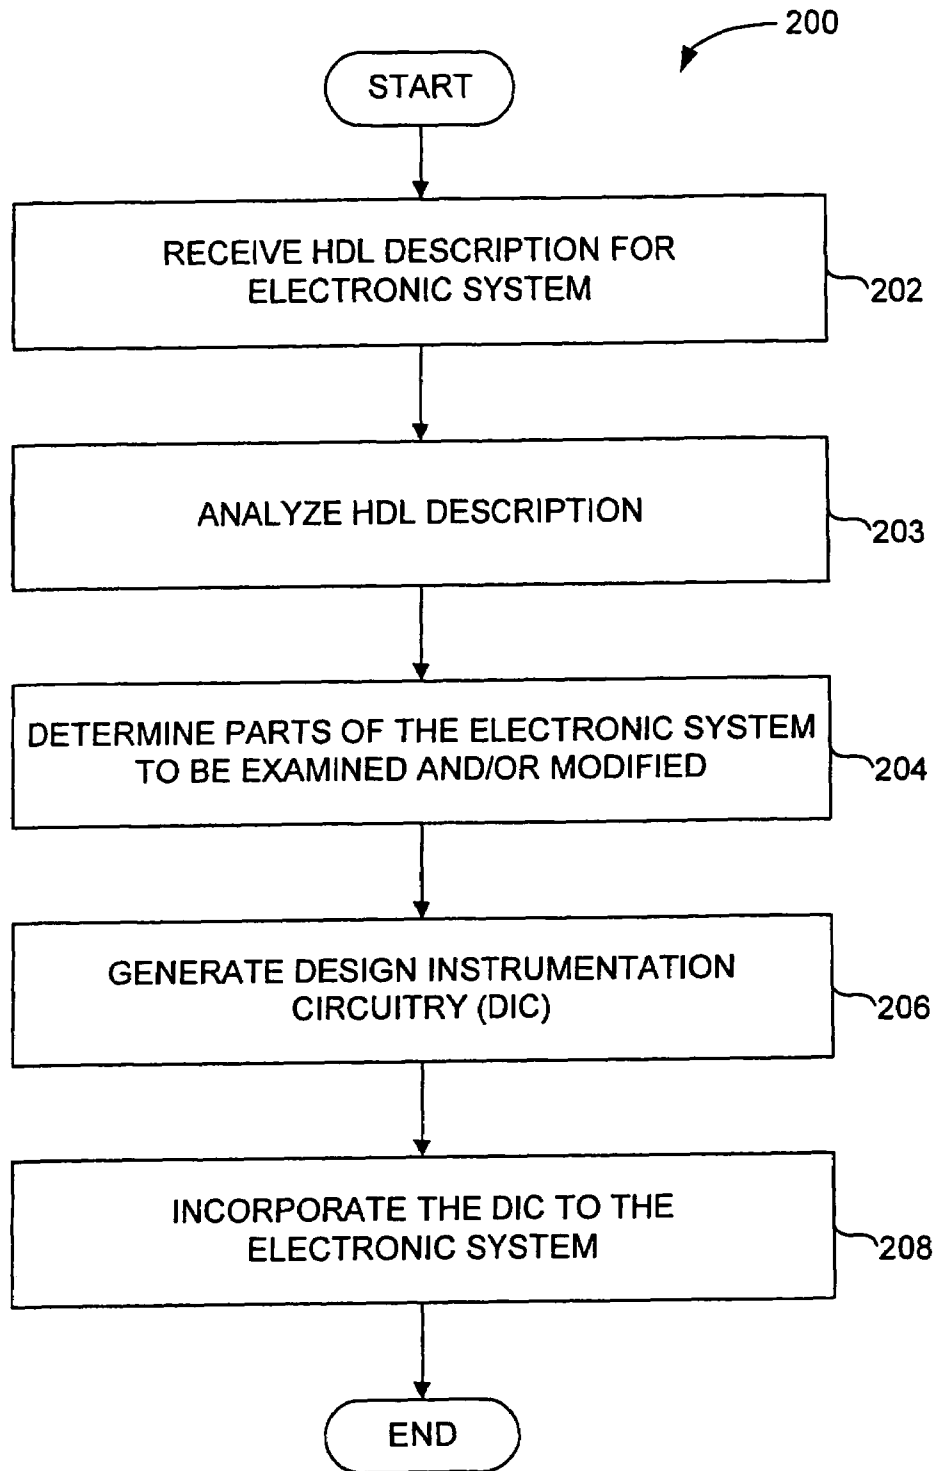 200
START
RECEIVE HDL DESCRIPTION FOR
ELECTRONIC SYSTEM
202
ANALYZE HDL DESCRIPTION
203
DETERMINE PARTS OF THE ELECTRONIC SYSTEM
TO BE EXAMINED AND/OR MODIFIED
204
GENERATE DESIGN INSTRUMENTATION
CIRCUITRY (DIC)
206
INCORPORATE THE DIC TO THE
ELECTRONIC SYSTEM
208
END